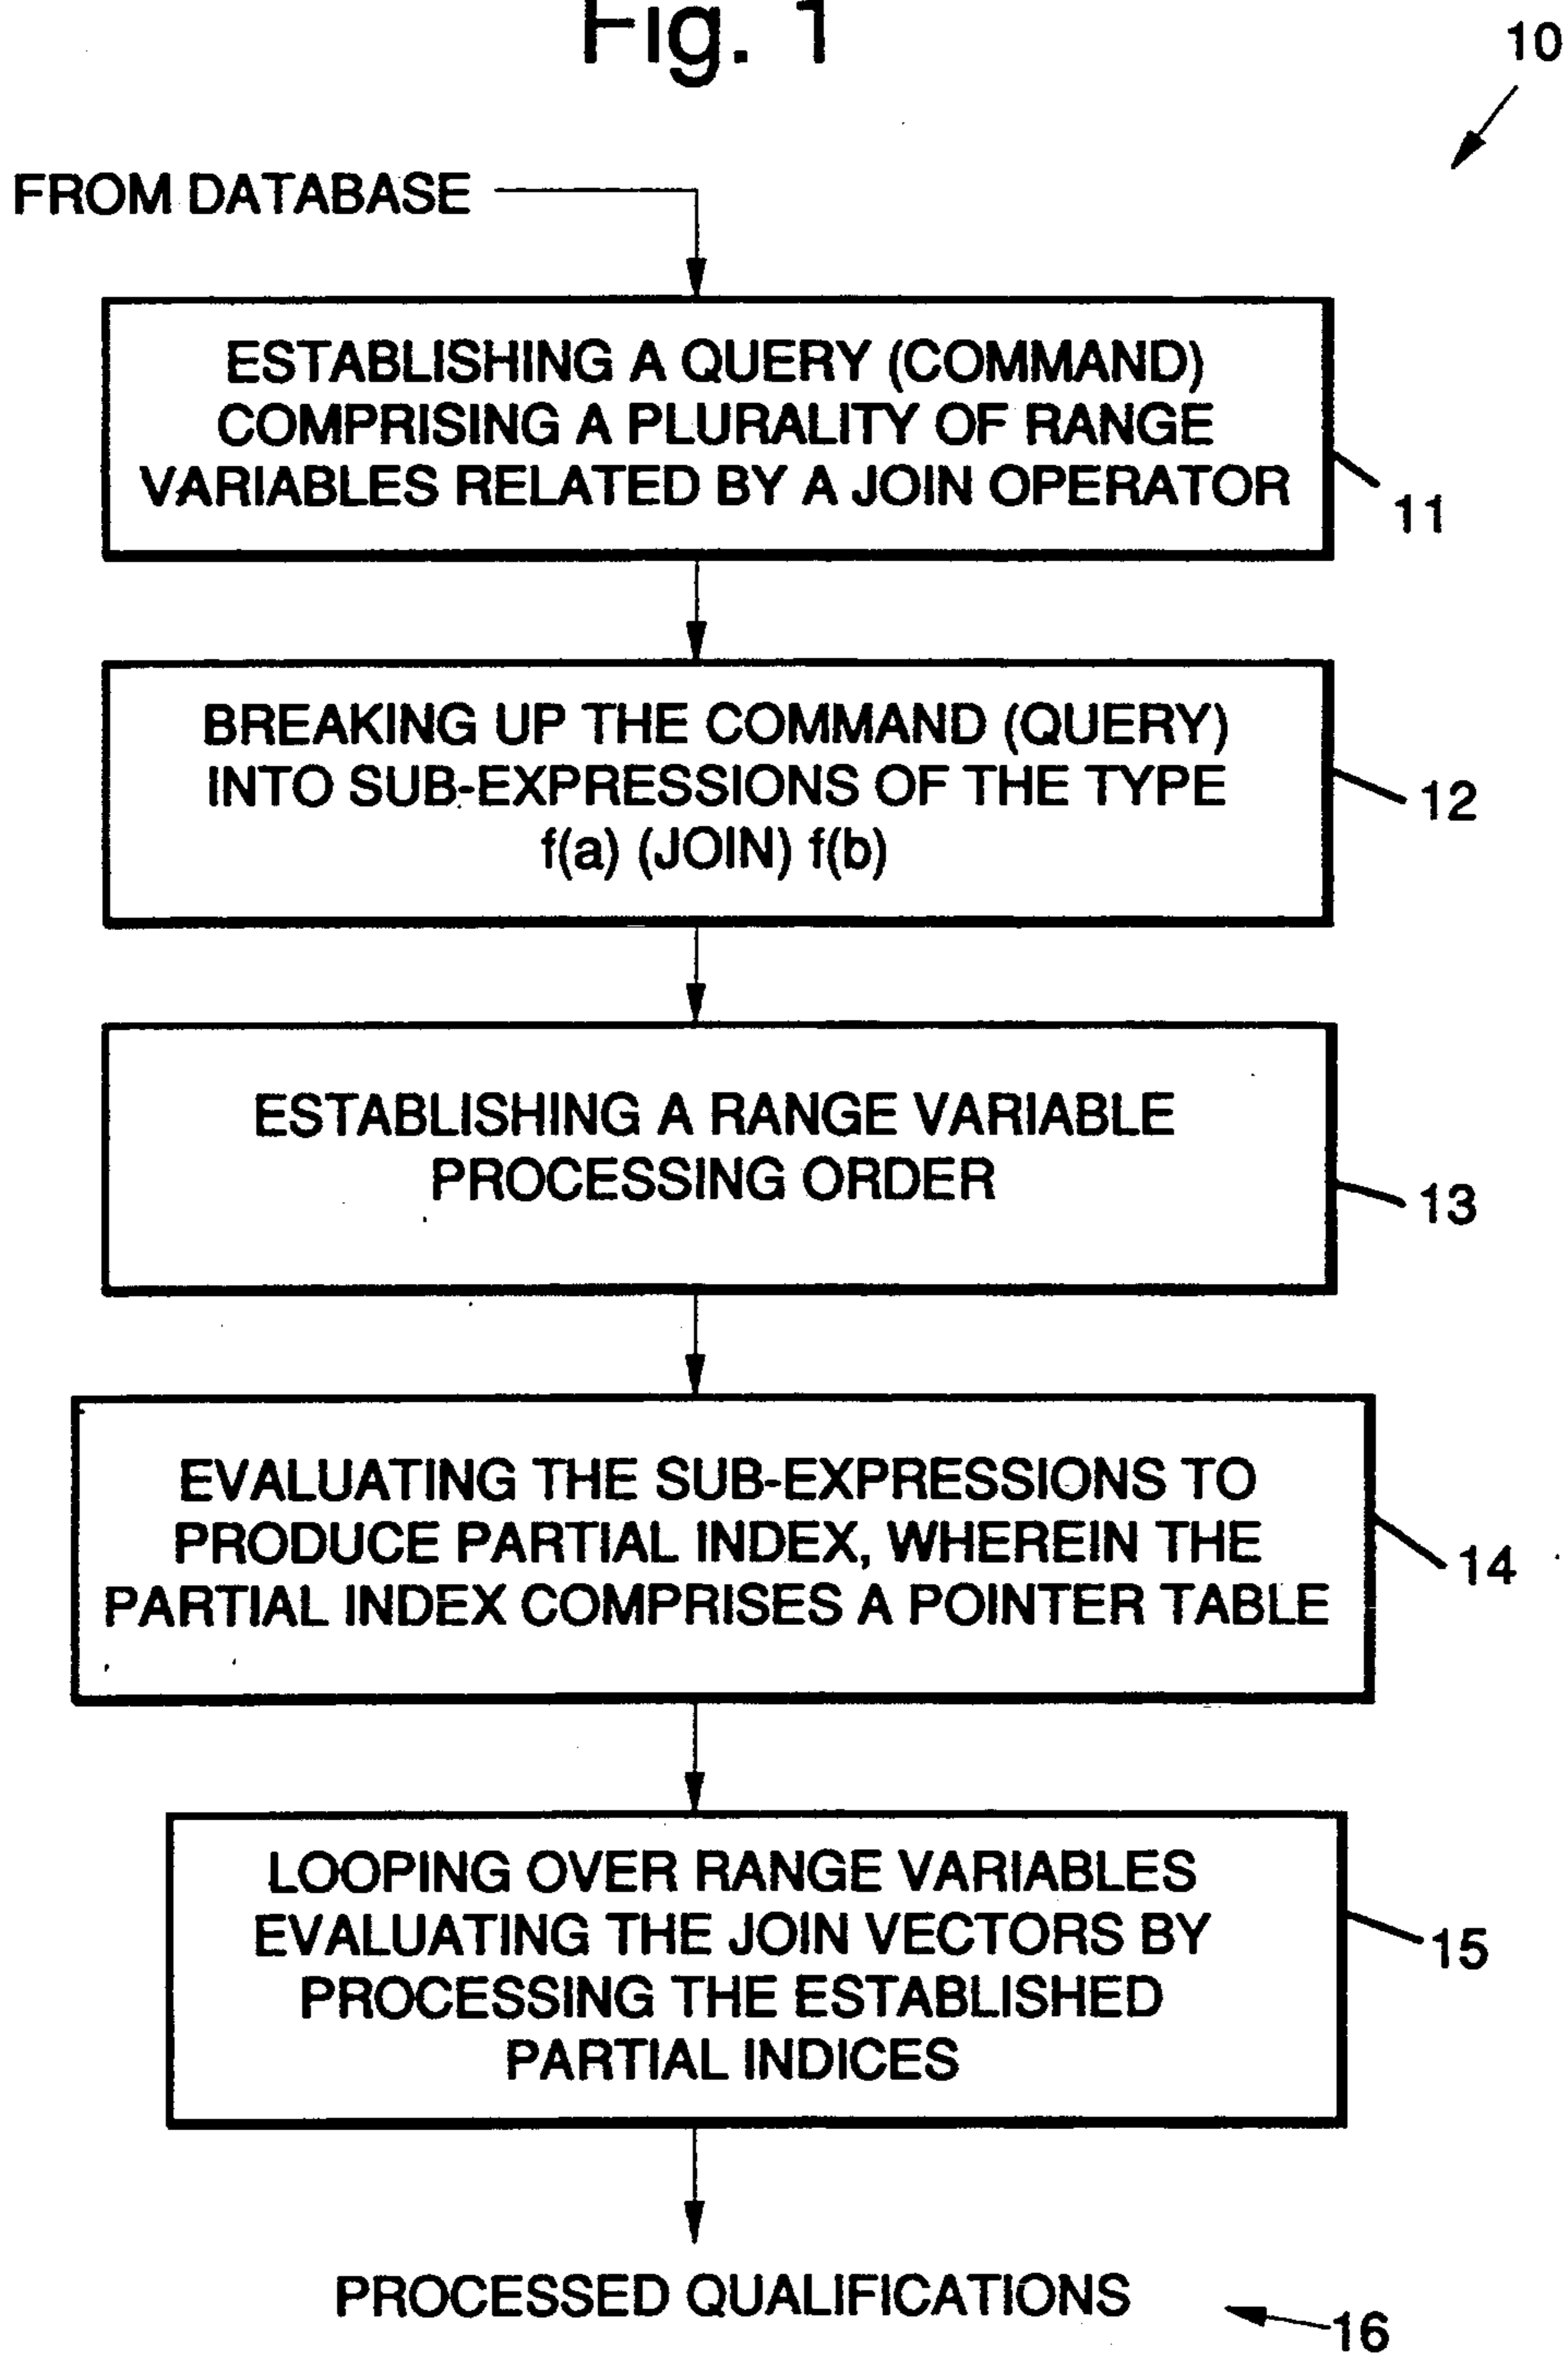 Fig. 1
10
FROM DATABASE
ESTABLISHING A QUERY (COMMAND)
COMPRISING A PLURALITY OF RANGE
VARIABLES RELATED BY A JOIN OPERATOR
11
BREAKING UP THE COMMAND (QUERY)
INTO SUB-EXPRESSIONS OF THE TYPE
f(a) (JOIN) f(b)
12
ESTABLISHING A RANGE VARIABLE
PROCESSING ORDER
13
EVALUATING THE SUB-EXPRESSIONS TO
PRODUCE PARTIAL INDEX, WHEREIN THE
PARTIAL INDEX COMPRISES A POINTER TABLE
14
LOOPING OVER RANGE VARIABLES
EVALUATING THE JOIN VECTORS BY
PROCESSING THE ESTABLISHED
PARTIAL INDICES
15
PROCESSED QUALIFICATIONS
16